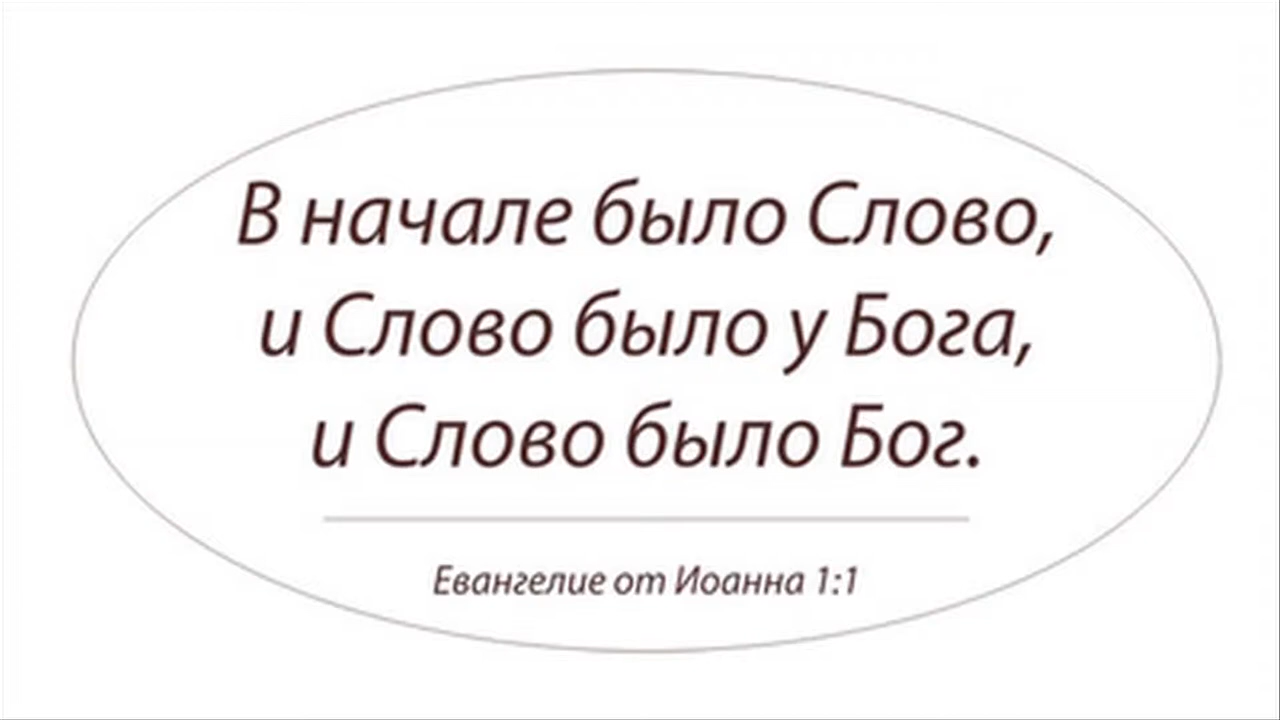 В начале было Слово,
и Слово было у Бога,
и Слово было Бог.
Евангелие от Иоанна 1:1